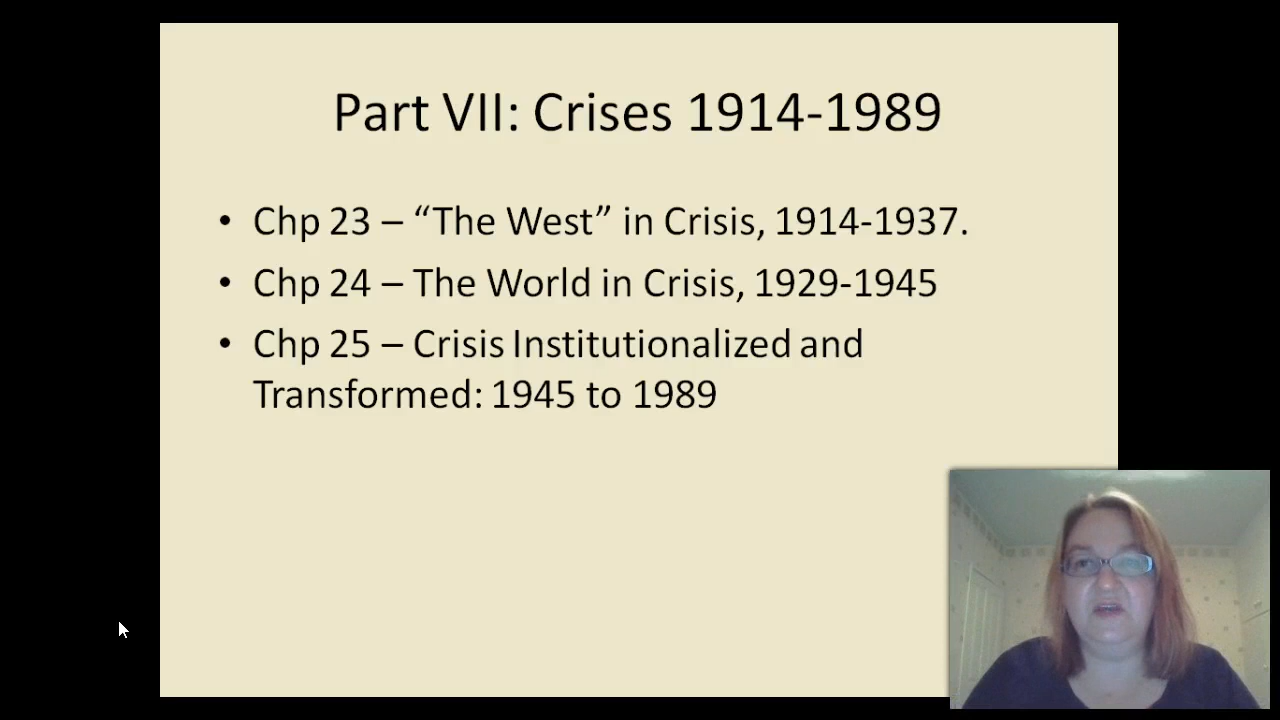 Part VII: Crises 1914-1989
• Chp 23 – “The West” in Crisis, 1914-1937.
• Chp 24 – The World in Crisis, 1929-1945
• Chp 25 – Crisis Institutionalized and
Transformed: 1945 to 1989